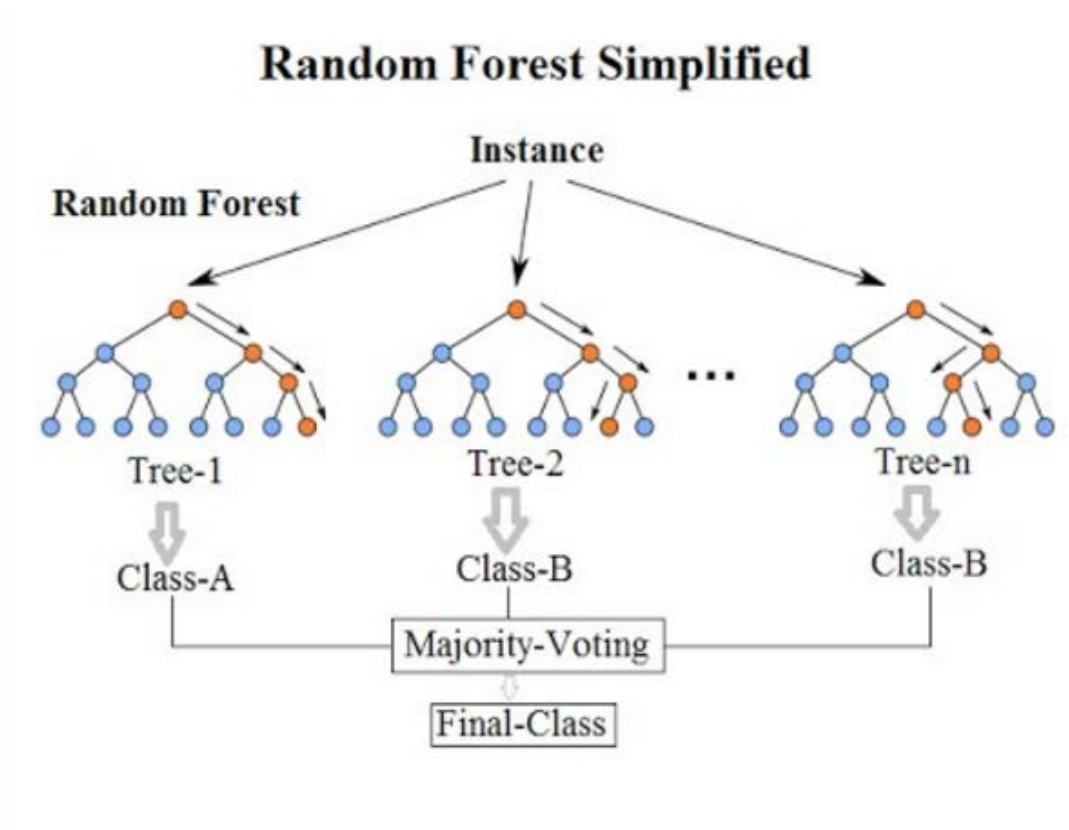 Random Forest Simplified
Instance
Random Forest
...
Tree-1
Tree-2
Tree-n
Class-A
Class-B
Class-B
Majority-Voting
Final-Class